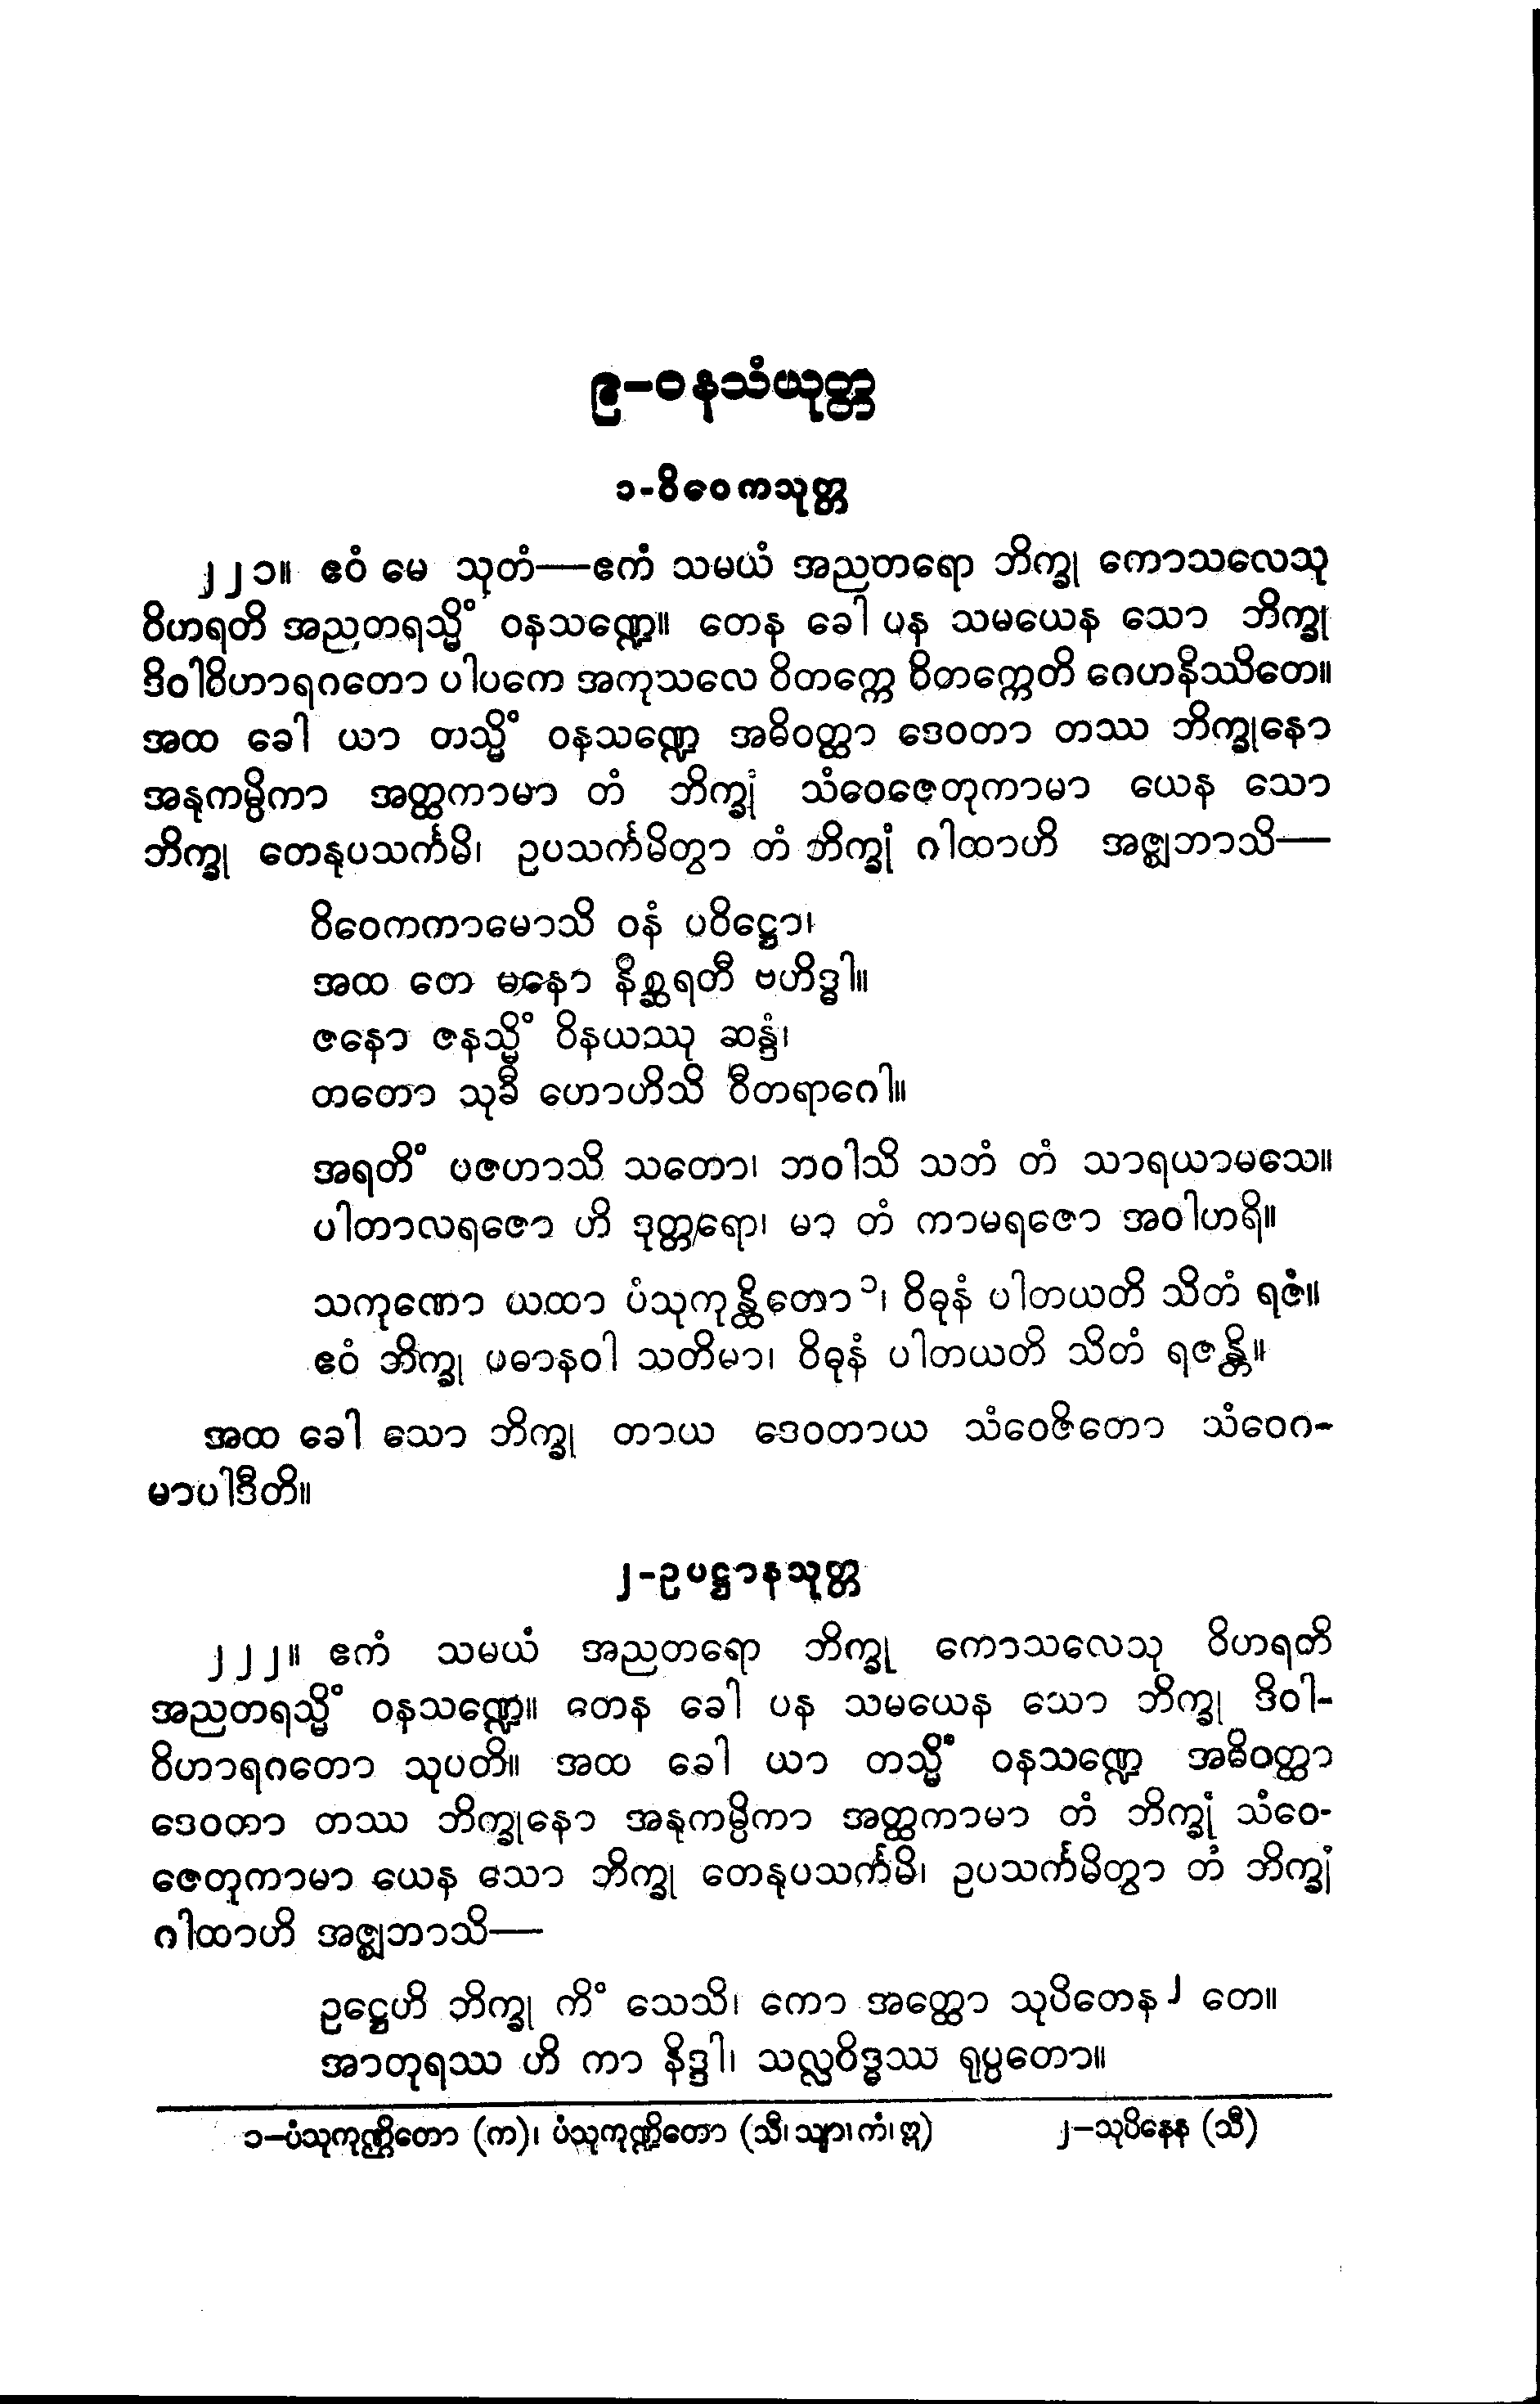 ၉-ဝနသံယုတ္တ
၁-ဝိဝေကသုတ္တ
၂၂၁။ ဧဝံ မေ သုတံ—ဧကံ သမယံ အညတရော ဘိက္ခု ကောသလေသု
ဝိဟရတိ အညတရသ္မိံ ဝနသဏ္ဍေ။ တေန ခေါ ပန သမယေန သော ဘိက္ခု
ဒိဝါဝိဟာရဂတော ပါပကေ အကုသလေ ဝိတက္ကေ ဝိတက္ကေတိ ဂေဟနိဿိတေ။
အထ ခေါ ယာ တသ္မိံ ဝနသဏ္ဍေ အဓိဝတ္ထာ ဒေဝတာ တဿ ဘိက္ခုနော
အနုကမ္ပိကာ အတ္ထကာမာ တံ ဘိက္ခုံ သံဝေဇေတုကာမာ ယေန သော
ဘိက္ခု တေနုပသင်္ကမိ၊ ဥပသင်္ကမိတွာ တံ ဘိက္ခုံ ဂါထာဟိ အဇ္ဈဘာသိ—
ဝိဝေကကာမောသိ ဝနံ ပဝိဋ္ဌော၊
အထ တေ မနော နိစ္ဆရတီ ဗဟိဒ္ဓါ။
ဇနော ဇနသ္မိံ ဝိနယဿု ဆန္ဒံ၊
တတော သုခီ ဟောဟိသိ ဝီတရာဂေါ။
အရတိံ ပဇဟာသိ သတော၊ ဘဝါသိ သတံ တံ သာရယာမသေ။
ပါတာလရဇော ဟိ ဒုတ္တရော၊ မာ တံ ကာမရဇော အဝါဟရိ။
သကုဏော ယထာ ပံသုကုန္ထိတော ၁၊ ဝိဓုနံ ပါတယတိ သိတံ ရဇံ။
ဧဝံ ဘိက္ခု ပဓာနဝါ သတိမာ၊ ဝိဓုနံ ပါတယတိ သိတံ ရဇန္တိ။
အထ ခေါ သော ဘိက္ခု တာယ ဒေဝတာယ သံဝေဇိတော သံဝေဂ-
မာပါဒီတိ။
၂-ဥပဋ္ဌာနသုတ္တ
၂၂၂။ ဧကံ သမယံ အညတရော ဘိက္ခု ကောသလေသု ဝိဟရတိ
အညတရသ္မိံ ဝနသဏ္ဍေ။ တေန ခေါ ပန သမယေန သော ဘိက္ခု ဒိဝါ-
ဝိဟာရဂတော သုပတိ။ အထ ခေါ ယာ တသ္မိံ ဝနသဏ္ဍေ အဓိဝတ္ထာ
ဒေဝတာ တဿ ဘိက္ခုနော အနုကမ္ပိကာ အတ္ထကာမာ တံ ဘိက္ခုံ သံဝေ-
ဇေတုကာမာ ယေန သော ဘိက္ခု တေနုပသင်္ကမိ၊ ဥပသင်္ကမိတွာ တံ ဘိက္ခုံ
ဂါထာဟိ အဇ္ဈဘာသိ—
ဥဋ္ဌေဟိ ဘိက္ခု ကိံ သေသိ၊ ကော အတ္ထော သုပိတေန ၂ တေ။
အာတုရဿ ဟိ ကာ နိဒ္ဒါ၊ သလ္လဝိဒ္ဓဿ ရုပ္ပတော။
၁-ပံသုကုဏ္ဌိတော (က)၊ ပံသုကုဏ္ဍိတော (သီ၊ သျာ၊ ကံ၊ ဣ) ၂-သုပိနေန (သီ)